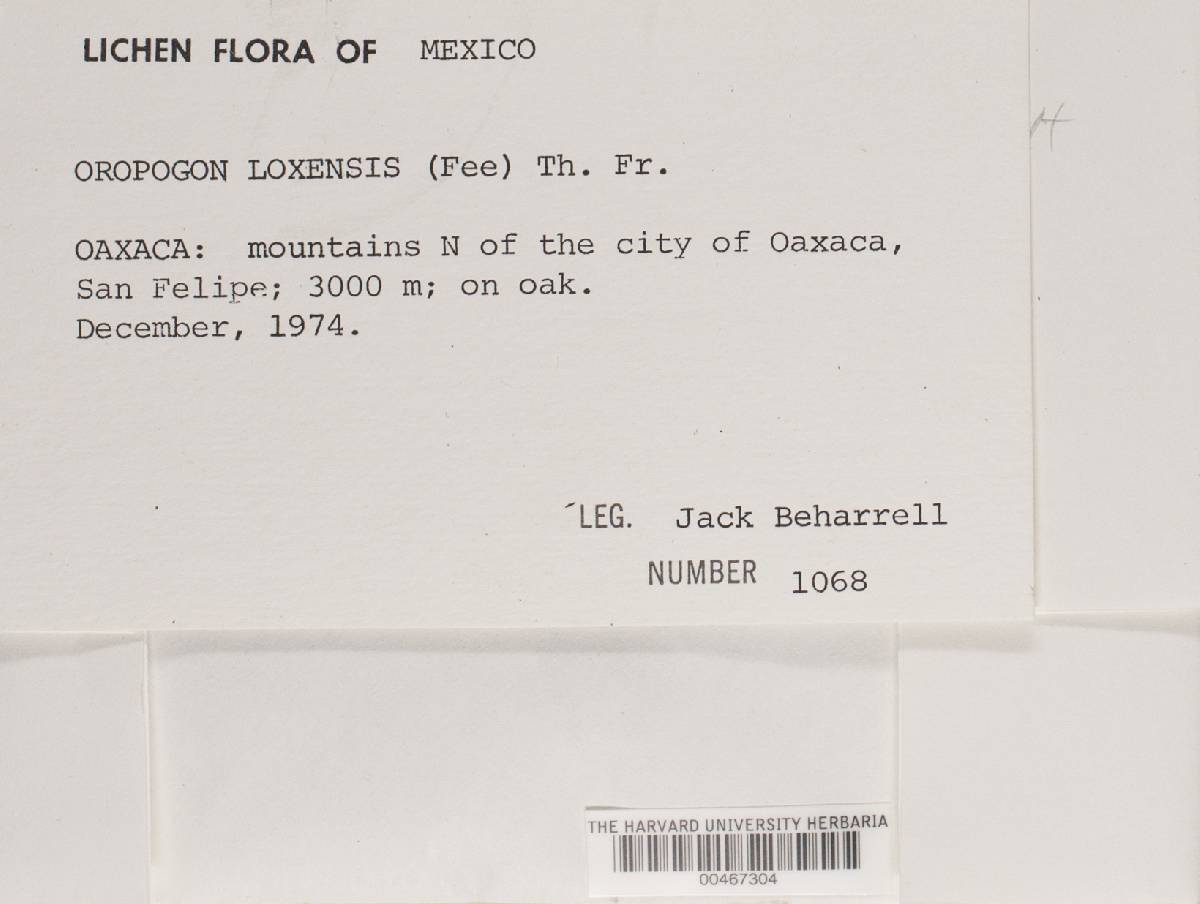 LICHEN FLORA OF MEXICO
OROPOGON LOXENSIS (Fee) Th. Fr.
OAXACA: mountains N of the city of Oaxaca,
San Felipe; 3000 m; on oak.
December, 1974.
LEG. Jack Beharrell
NUMBER 1068
THE HARVARD UNIVERSITY HERBARIA
00467304